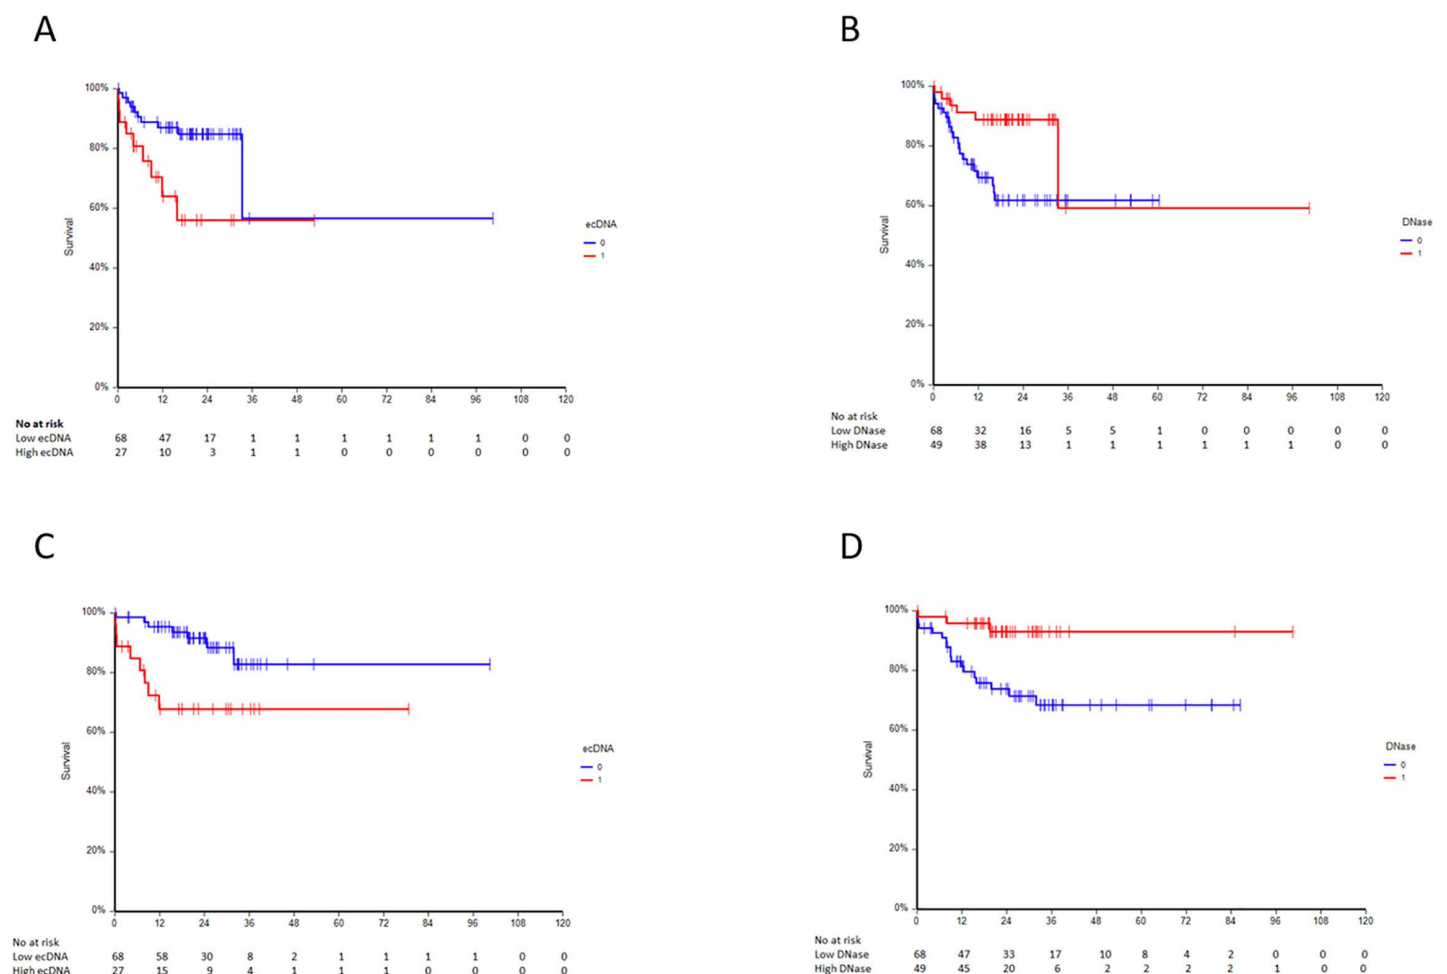 A
100%
80%
60%
40%
20%
0%
Survival
0 12 24 36 48 60 72 84 96 108 120
ecDNA
0
1
No at risk
Low ecDNA 68 47 17 1 1 1 1 1 1 0 0
High ecDNA 27 10 3 1 1 0 0 0 0 0 0
B
100%
80%
60%
40%
20%
0%
Survival
0 12 24 36 48 60 72 84 96 108 120
DNase
0
1
No at risk
Low DNase 68 32 16 5 5 1 0 0 0 0 0
High DNase 49 38 13 1 1 1 1 1 1 0 0
C
100%
80%
60%
40%
20%
0%
Survival
0 12 24 36 48 60 72 84 96 108 120
ecDNA
0
1
No at risk
Low ecDNA 68 58 30 8 2 1 1 1 1 0 0
High ecDNA 27 15 9 4 1 1 1 0 0 0 0
D
100%
80%
60%
40%
20%
0%
Survival
0 12 24 36 48 60 72 84 96 108 120
DNase
0
1
No at risk
Low DNase 68 47 33 17 10 8 4 2 0 0 0
High DNase 49 45 20 6 2 2 2 2 1 0 0